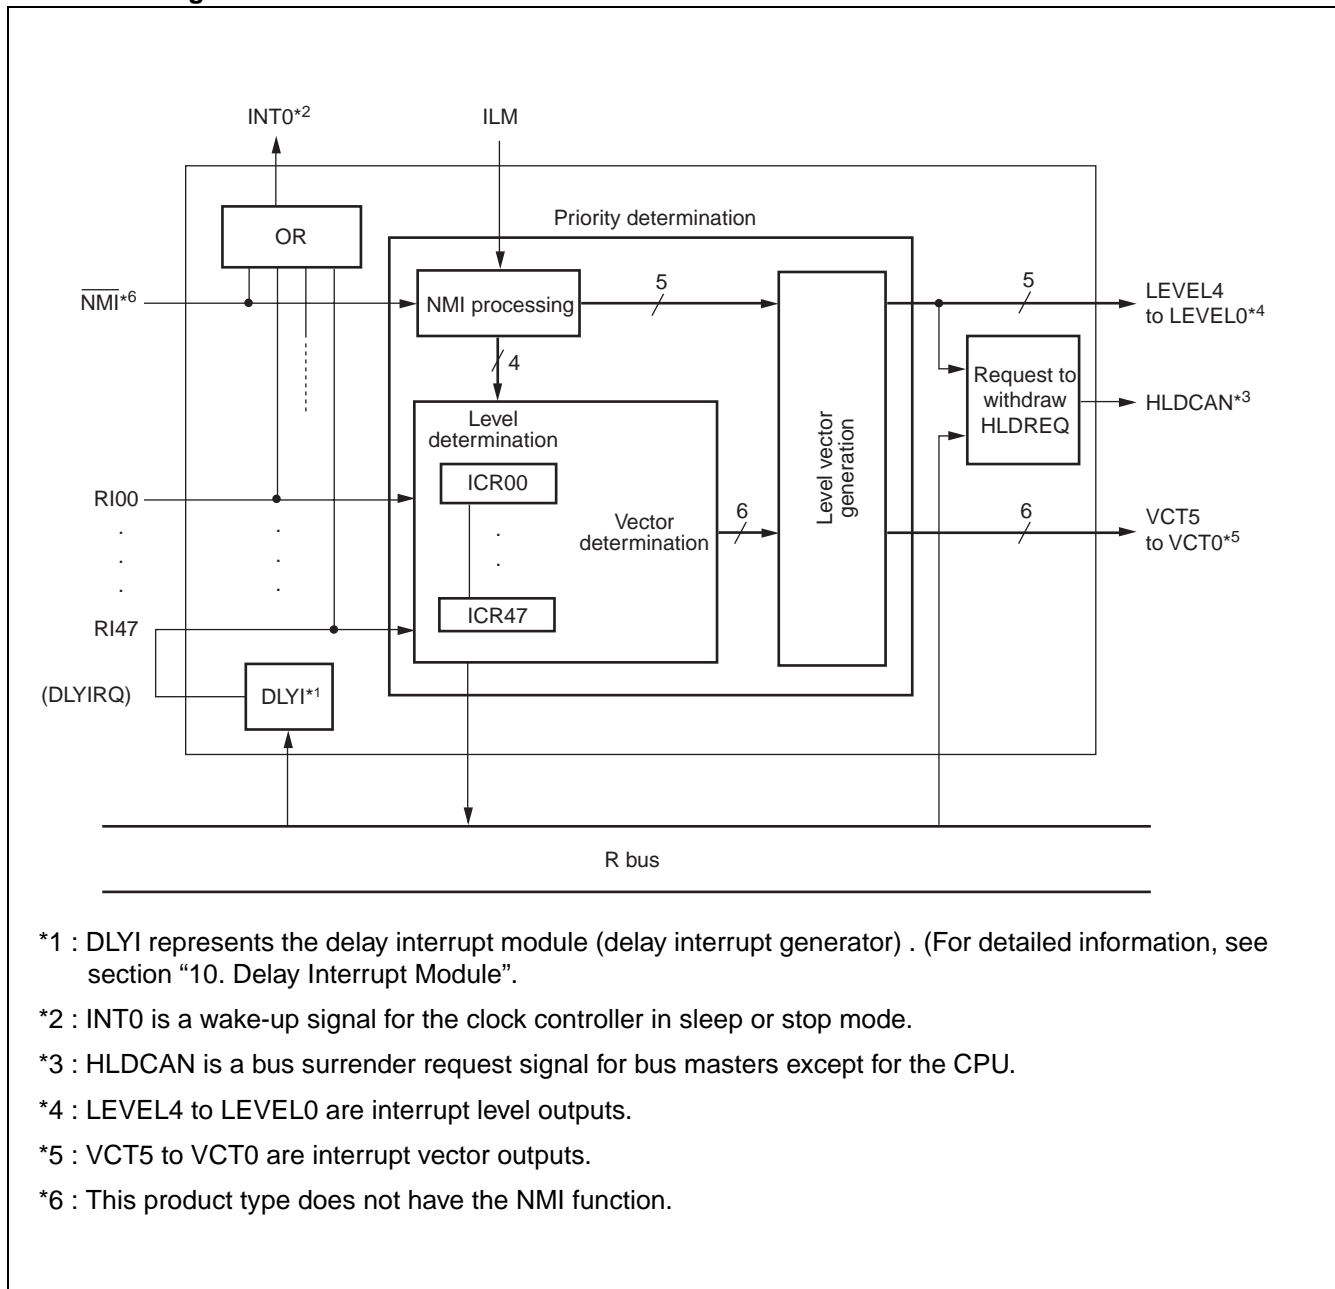 INT0*2
ILM
Priority determination
OR
NMI*6
NMI processing
5
5
LEVEL4
to LEVEL0*4
4
Request to
withdraw
HLDREQ
HLDCAN*3
Level
determination
ICR00
RI00
Vector
determination
6
Level vector
generation
6
VCT5
to VCT0*5
.
.
.
.
.
.
.
.
ICR47
RI47
(DLYIRQ)
DLYI*1
R bus
*1 : DLYI represents the delay interrupt module (delay interrupt generator) . (For detailed information, see
section “10. Delay Interrupt Module”.
*2 : INT0 is a wake-up signal for the clock controller in sleep or stop mode.
*3 : HLDCAN is a bus surrender request signal for bus masters except for the CPU.
*4 : LEVEL4 to LEVEL0 are interrupt level outputs.
*5 : VCT5 to VCT0 are interrupt vector outputs.
*6 : This product type does not have the NMI function.